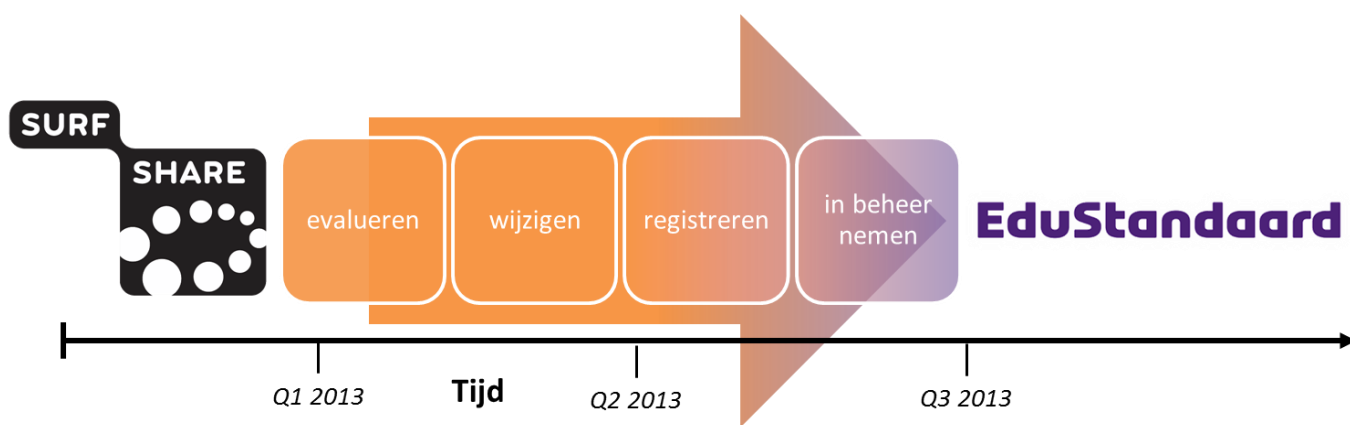 SURF
SHARE
evalueren
wijzigen
registreren
in beheer
nemen
EduStandaard
Q1 2013
Tijd
Q2 2013
Q3 2013